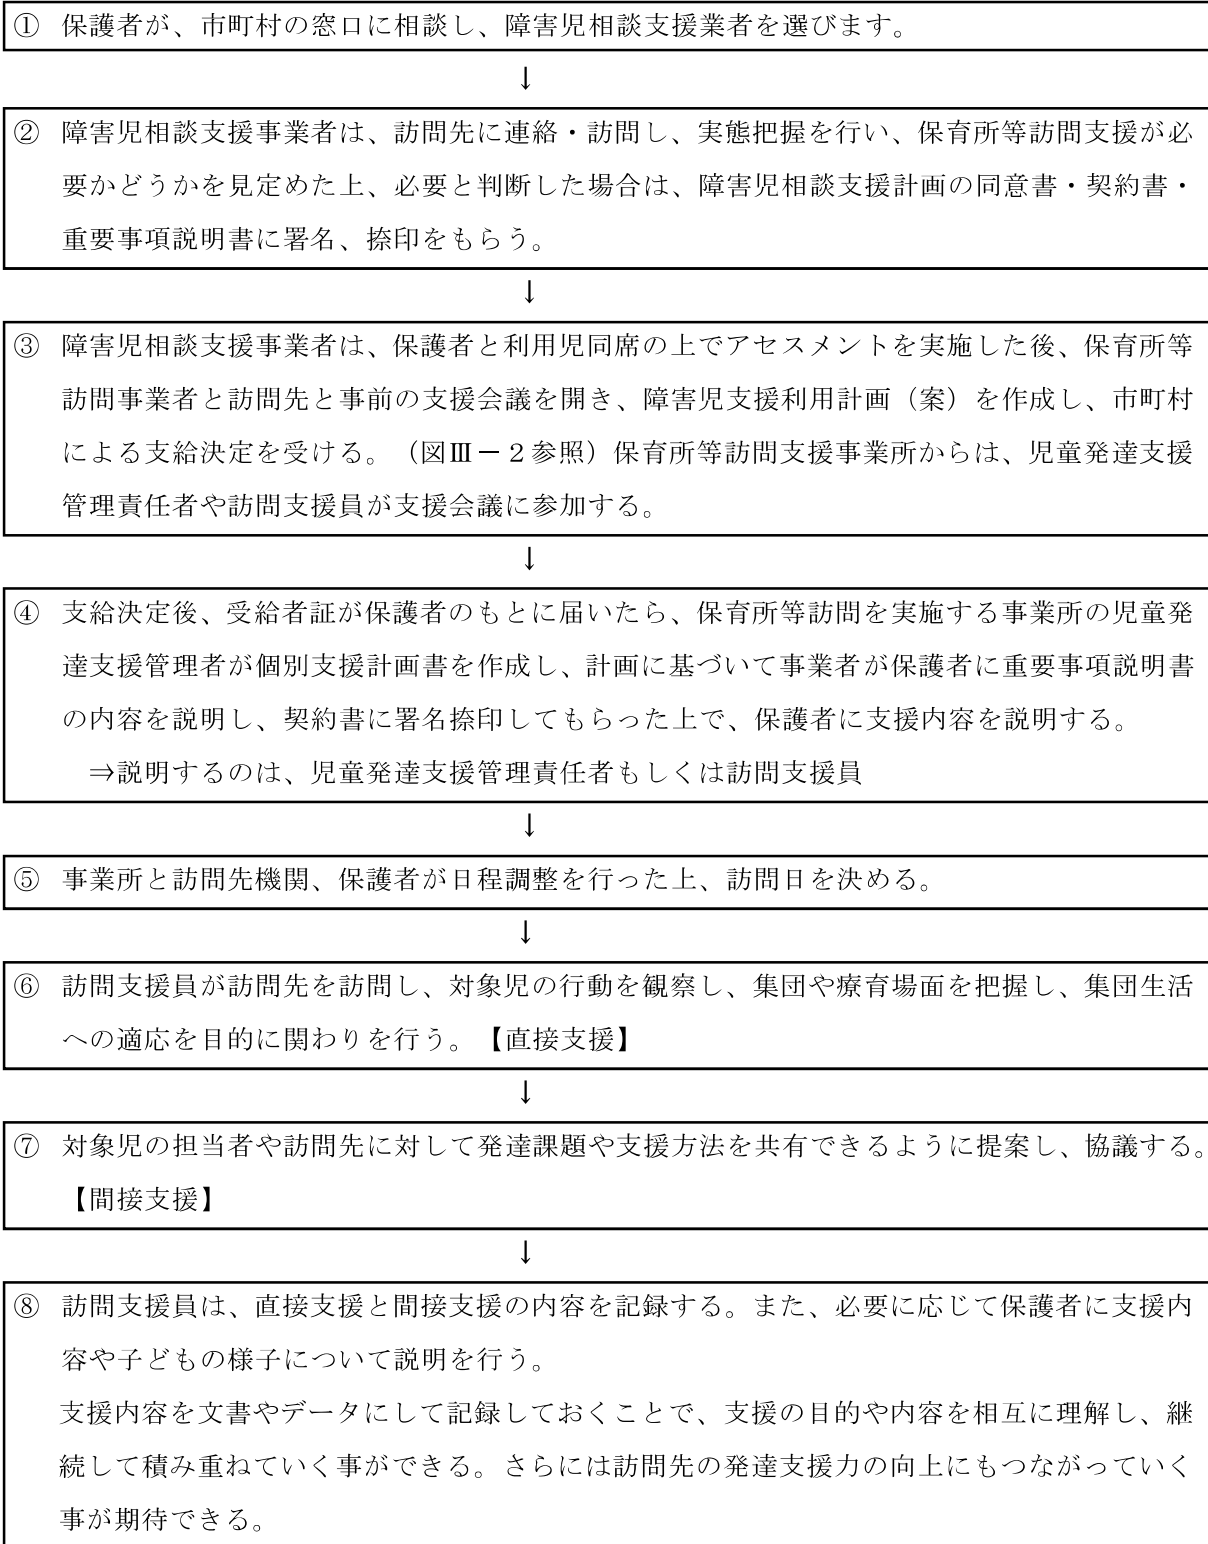 ① 保護者が、市町村の窓口に相談し、障害児相談支援業者を選びます。
↓
② 障害児相談支援事業者は、訪問先に連絡・訪問し、実態把握を行い、保育所等訪問支援が必
要かどうかを見定めた上、必要と判断した場合は、障害児相談支援計画の同意書・契約書・
重要事項説明書に署名、捺印をもらう。
↓
③ 障害児相談支援事業者は、保護者と利用児同席の上でアセスメントを実施した後、保育所等
訪問事業者と訪問先と事前の支援会議を開き、障害児支援利用計画（案）を作成し、市町村
による支給決定を受ける。（図Ⅲ－２参照）保育所等訪問支援事業所からは、児童発達支援
管理責任者や訪問支援員が支援会議に参加する。
↓
④ 支給決定後、受給者証が保護者のもとに届いたら、保育所等訪問を実施する事業所の児童発
達支援管理者が個別支援計画書を作成し、計画に基づいて事業者が保護者に重要事項説明書
の内容を説明し、契約書に署名捺印してもらった上で、保護者に支援内容を説明する。
⇒説明するのは、児童発達支援管理責任者もしくは訪問支援員
↓
⑤ 事業所と訪問先機関、保護者が日程調整を行った上、訪問日を決める。
↓
⑥ 訪問支援員が訪問先を訪問し、対象児の行動を観察し、集団や療育場面を把握し、集団生活
への適応を目的に関わりを行う。【直接支援】
↓
⑦ 対象児の担当者や訪問先に対して発達課題や支援方法を共有できるように提案し、協議する。
【間接支援】
↓
⑧ 訪問支援員は、直接支援と間接支援の内容を記録する。また、必要に応じて保護者に支援内
容や子どもの様子について説明を行う。
支援内容を文書やデータにして記録しておくことで、支援の目的や内容を相互に理解し、継
続して積み重ねていく事ができる。さらには訪問先の発達支援力の向上にもつながっていく
事が期待できる。